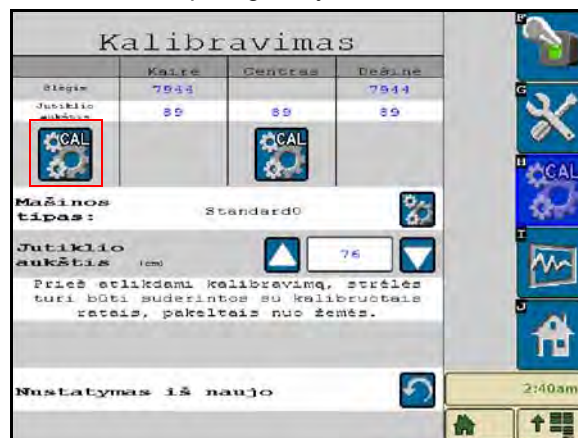 Kalibravimas
Kairė Centras Dešinė
Slėgis 7944 7944
Jutiklio
aukštis 89 89 89
CAL CAL
Mašinos
tipas: Standard0
Jutiklio
aukštis (cm) 76
Prieš atlikdami kalibravimą, strėlės
turi būti suderintos su kalibruotais
ratais, pakeltais nuo žemės.
Nustatymas iš naujo
F
G
H
CAL
I
J
2:40am